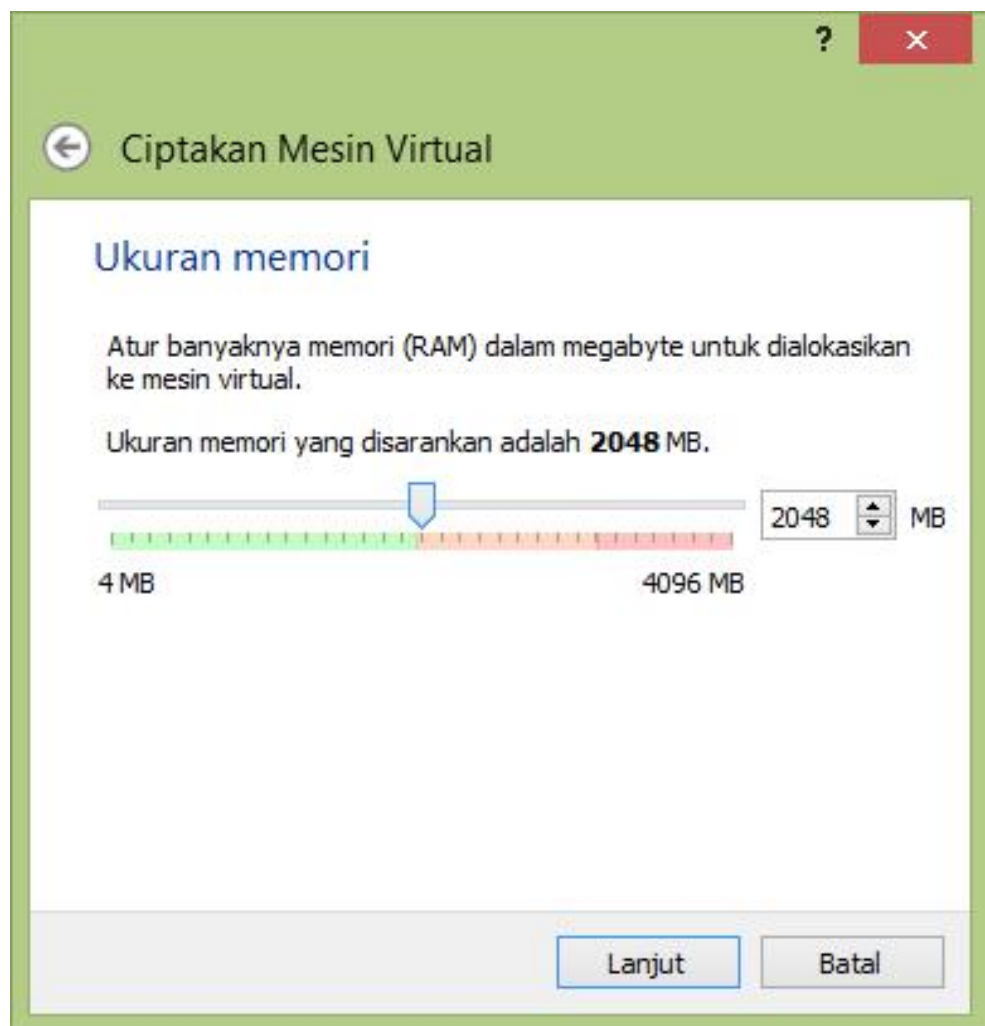 ?
Ciptakan Mesin Virtual
Ukuran memori
Atur banyaknya memori (RAM) dalam megabyte untuk dialokasikan
ke mesin virtual.
Ukuran memori yang disarankan adalah 2048 MB.
2048 MB
4 MB 4096 MB
Lanjut Batal